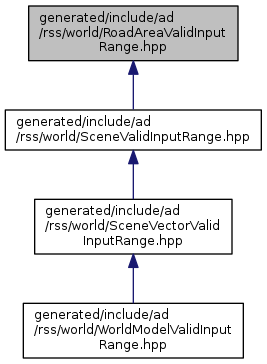 generated/include/ad
/rss/world/RoadAreaValidInput
Range.hpp
generated/include/ad
/rss/world/SceneValidInputRange.hpp
generated/include/ad
/rss/world/SceneVectorValid
InputRange.hpp
generated/include/ad
/rss/world/WorldModelValidInput
Range.hpp